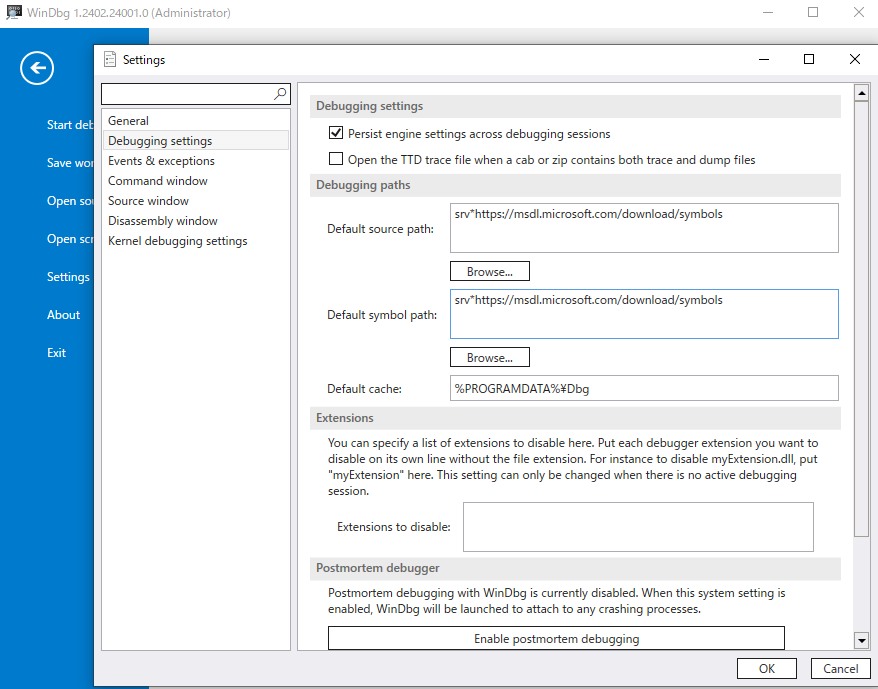 WinDbg 1.2402.24001.0 (Administrator)
Settings
Start deb
Save wor
Open sou
Open scr
Settings
About
Exit
General
Debugging settings
Events & exceptions
Command window
Source window
Disassembly window
Kernel debugging settings
Debugging settings
Persist engine settings across debugging sessions
Open the TTD trace file when a cab or zip contains both trace and dump files
Debugging paths
Default source path:
srv*https://msdl.microsoft.com/download/symbols
Browse...
Default symbol path:
srv*https://msdl.microsoft.com/download/symbols
Browse...
Default cache:
%PROGRAMDATA%¥Dbg
Extensions
You can specify a list of extensions to disable here. Put each debugger extension you want to
disable on its own line without the file extension. For instance to disable myExtension.dll, put
"myExtension" here. This setting can only be changed when there is no active debugging
session.
Extensions to disable:
Postmortem debugger
Postmortem debugging with WinDbg is currently disabled. When this system setting is
enabled, WinDbg will be launched to attach to any crashing processes.
Enable postmortem debugging
OK
Cancel